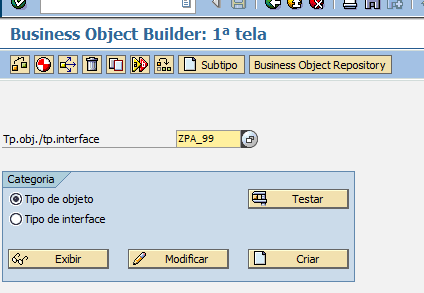 Business Object Builder: 1ª tela
Subtipo Business Object Repository
Tp.obj./tp.interface ZPA_99
Categoria
Tipo de objeto Testar
Tipo de interface
Exibir Modificar Criar